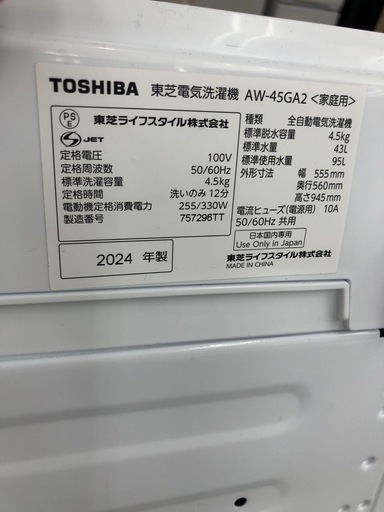 TOSHIBA 東芝電気洗濯機 AW-45GA2 <家庭用>
PS
E
東芝ライフスタイル株式会社
S JET
定格電圧 100V
定格周波数 50/60Hz
標準洗濯容量 4.5kg
定格時間 洗いのみ 12分
電動機定格消費電力 255/330W
製造番号 757296TT
2024 年製
種類 全自動電気洗濯機
標準脱水容量 4.5kg
標準水量 43L
標準使用水量 95L
外形寸法 幅 555mm
奥行560mm
高さ945mm
電流ヒューズ(電源用) 10A
50/60Hz 共用
日本国内専用
Use Only in Japan
東芝ライフスタイル株式会社
MADE IN CHINA